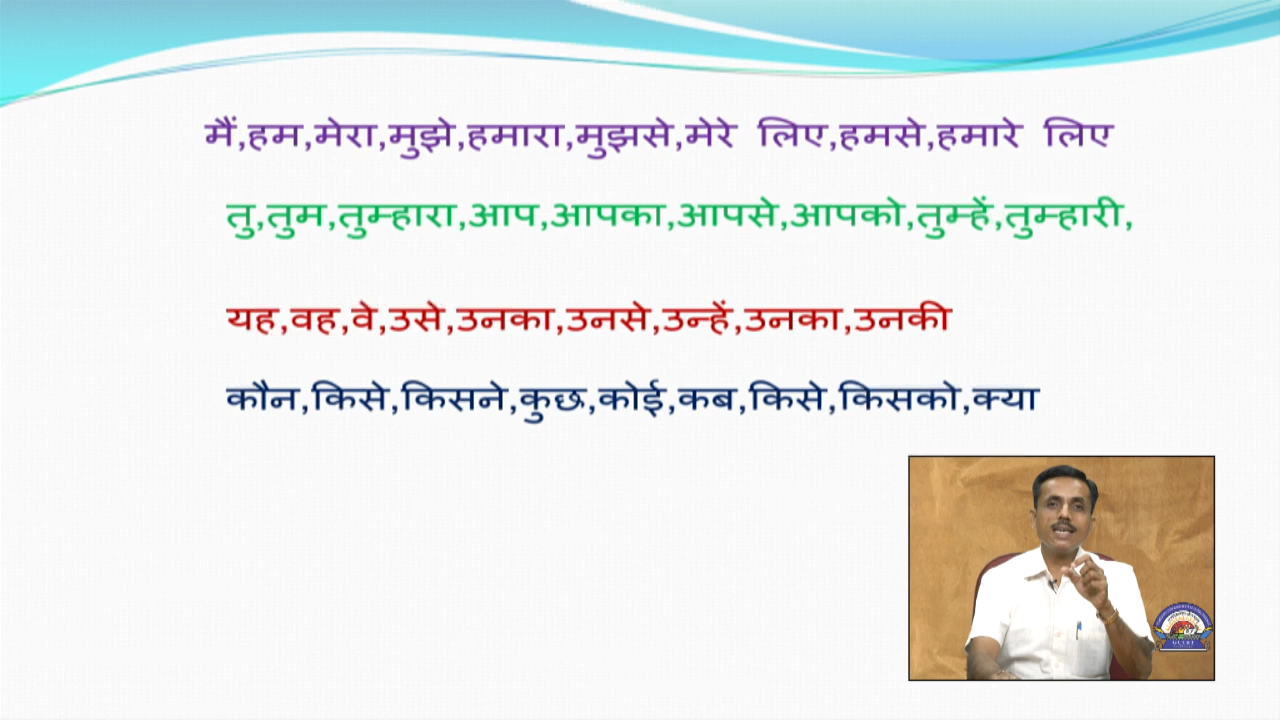 मैं,हम,मेरा,मुझे,हमारा,मुझसे,मेरे लिए,हमसे,हमारे लिए
तु,तुम,तुम्हारा,आप,आपका,आपसे,आपको,तुम्हें,तुम्हारी,
यह,वह,वे,उसे,उनका,उनसे,उन्हें,उनका,उनकी
कौन,किसे,किसने,कुछ,कोई,कब,किसे,किसको,क्या